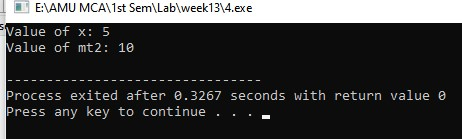 E:\AMU MCA\1st Sem\Lab\week13\4.exe
Value of x: 5
Value of mt2: 10
--------------------------------
Process exited after 0.3267 seconds with return value 0
Press any key to continue . . .